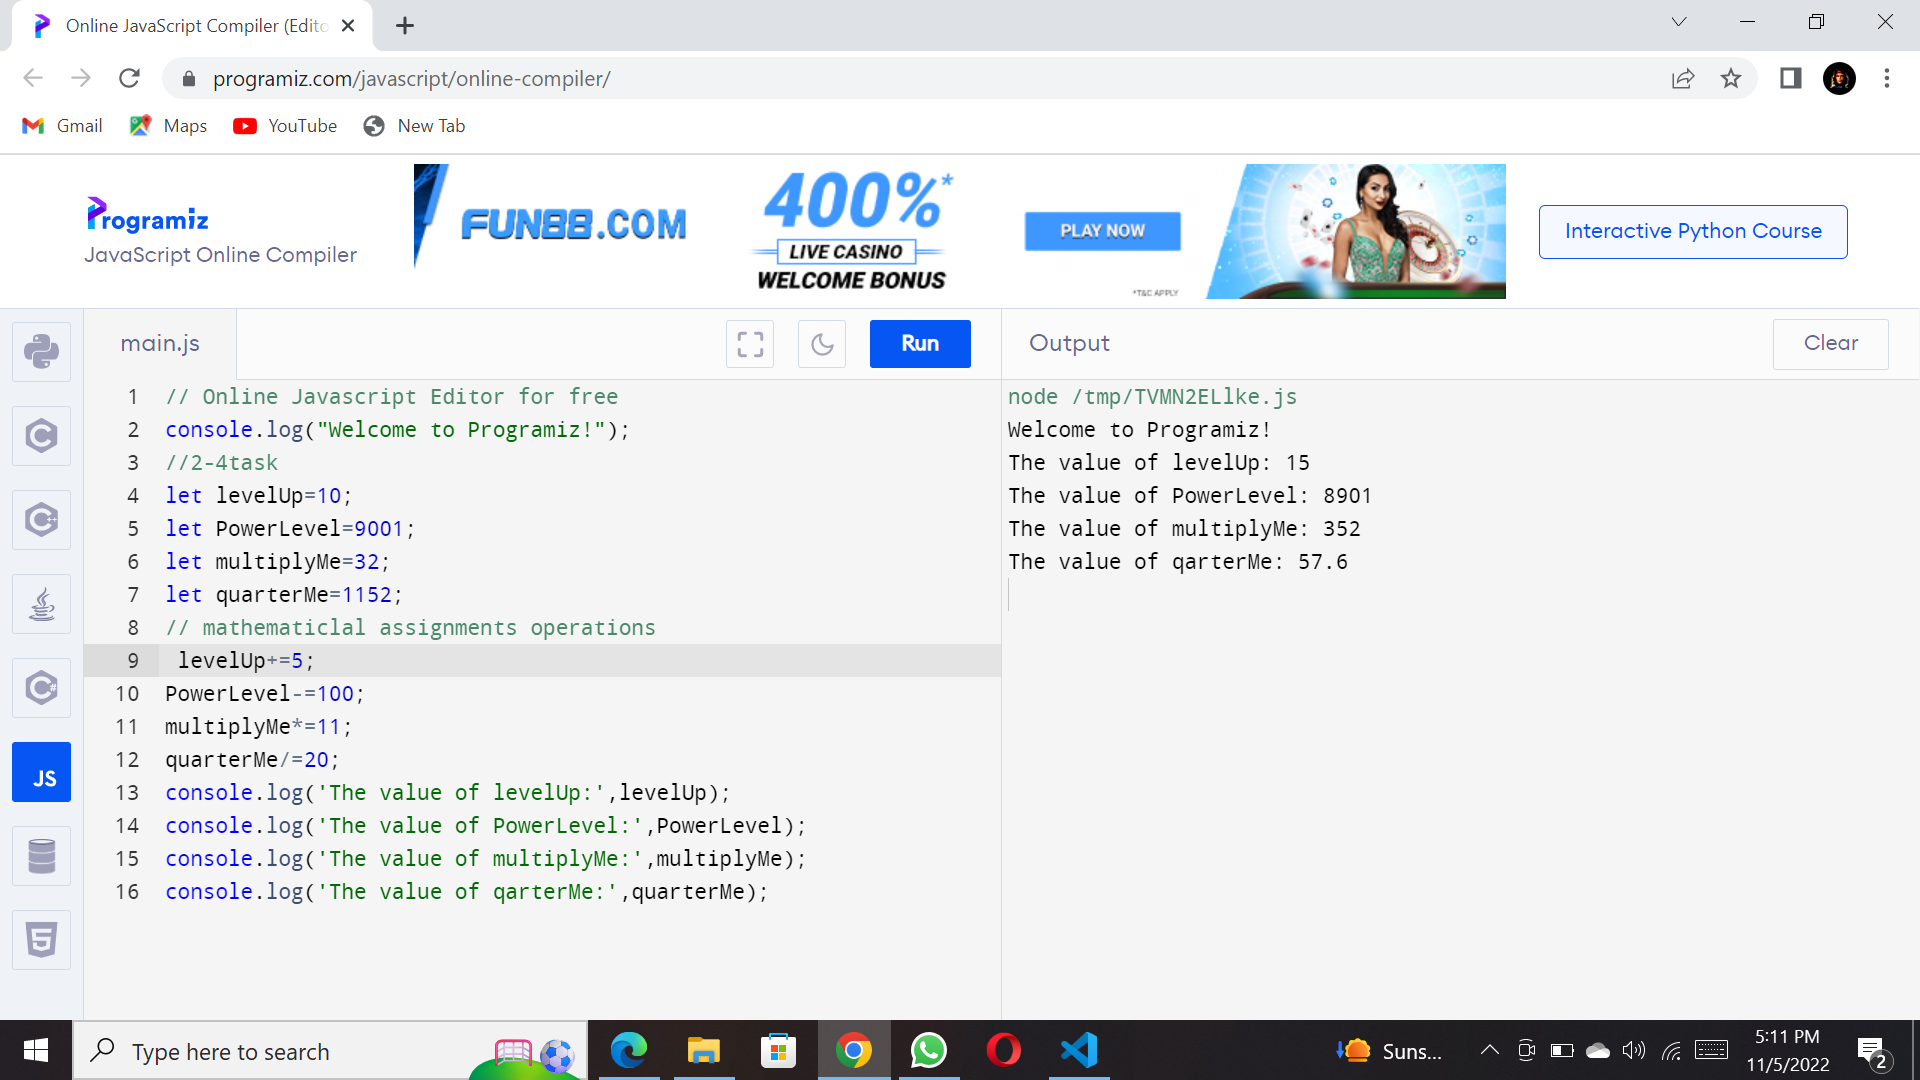 Online JavaScript Compiler (Edito
programiz.com/javascript/online-compiler/
Gmail
Maps
YouTube
New Tab
Programiz
JavaScript Online Compiler
FUN88.COM
400%*
LIVE CASINO
WELCOME BONUS
PLAY NOW
*T&C APPLY
Interactive Python Course
main.js
Run
Output
Clear
1 // Online Javascript Editor for free
2 console.log("Welcome to Programiz!");
3 //2-4task
4 let levelUp=10;
5 let PowerLevel=9001;
6 let multiplyMe=32;
7 let quarterMe=1152;
8 // mathematiclal assignments operations
9  levelUp+=5;
10 PowerLevel-=100;
11 multiplyMe*=11;
12 quarterMe/=20;
13 console.log('The value of levelUp:',levelUp);
14 console.log('The value of PowerLevel:',PowerLevel);
15 console.log('The value of multiplyMe:',multiplyMe);
16 console.log('The value of qarterMe:',quarterMe);
node /tmp/TVMN2ELlke.js
Welcome to Programiz!
The value of levelUp: 15
The value of PowerLevel: 8901
The value of multiplyMe: 352
The value of qarterMe: 57.6
C
C++
C#
JS
5
Type here to search
Suns...
5:11 PM
11/5/2022
2